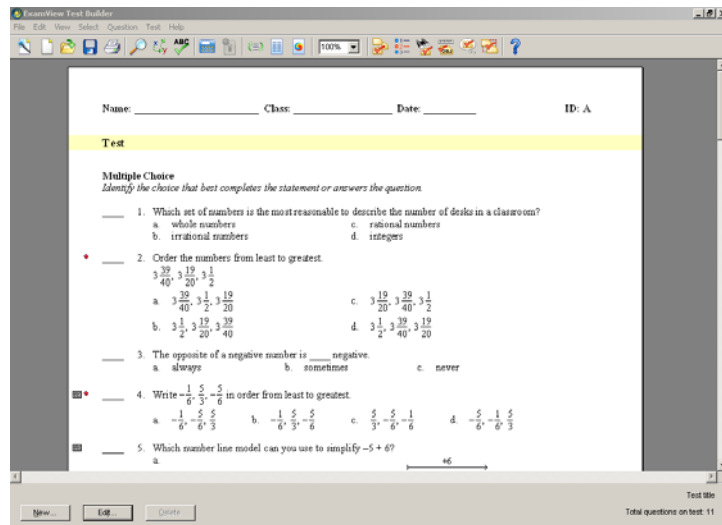 ExamView Test Builder
File Edit View Select Question Test Help
ABC 100% ?
Name: ____________ Class: ____________ Date: ________ ID: A
Test
Multiple Choice
Identify the choice that best completes the statement or answers the question.
____ 1. Which set of numbers is the most reasonable to describe the number of desks in a classroom?
a. whole numbers c. rational numbers
b. irrational numbers d. integers
* ____ 2. Order the numbers from least to greatest.
3 39/40, 3 19/20, 3 1/2
a. 3 39/40, 3 1/2, 3 19/20 c. 3 19/20, 3 39/40, 3 1/2
b. 3 1/2, 3 19/20, 3 39/40 d. 3 1/2, 3 39/40, 3 19/20
____ 3. The opposite of a negative number is ____ negative.
a. always b. sometimes c. never
* ____ 4. Write −1/6, 5/3, −5/6 in order from least to greatest.
a. −1/6, −5/6, 5/3 b. −1/6, 5/3, −5/6 c. 5/3, −5/6, −1/6 d. −5/6, −1/6, 5/3
____ 5. Which number line model can you use to simplify −5 + 6?
a. +6
Test title
New... Edit... Delete Total questions on test: 11